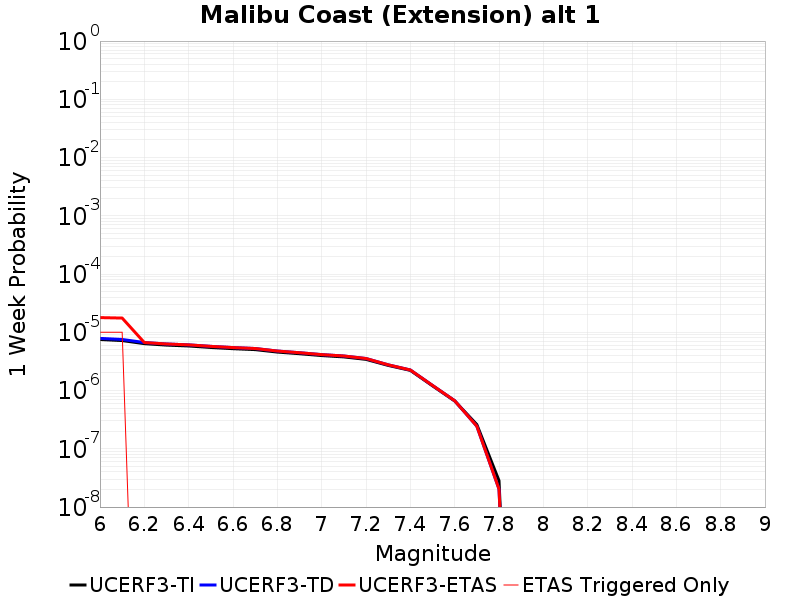 Malibu Coast (Extension) alt 1
1 Week Probability
10^0
10^-1
10^-2
10^-3
10^-4
10^-5
10^-6
10^-7
10^-8
6 6.2 6.4 6.6 6.8 7 7.2 7.4 7.6 7.8 8 8.2 8.4 8.6 8.8 9
Magnitude
UCERF3-TI UCERF3-TD UCERF3-ETAS ETAS Triggered Only